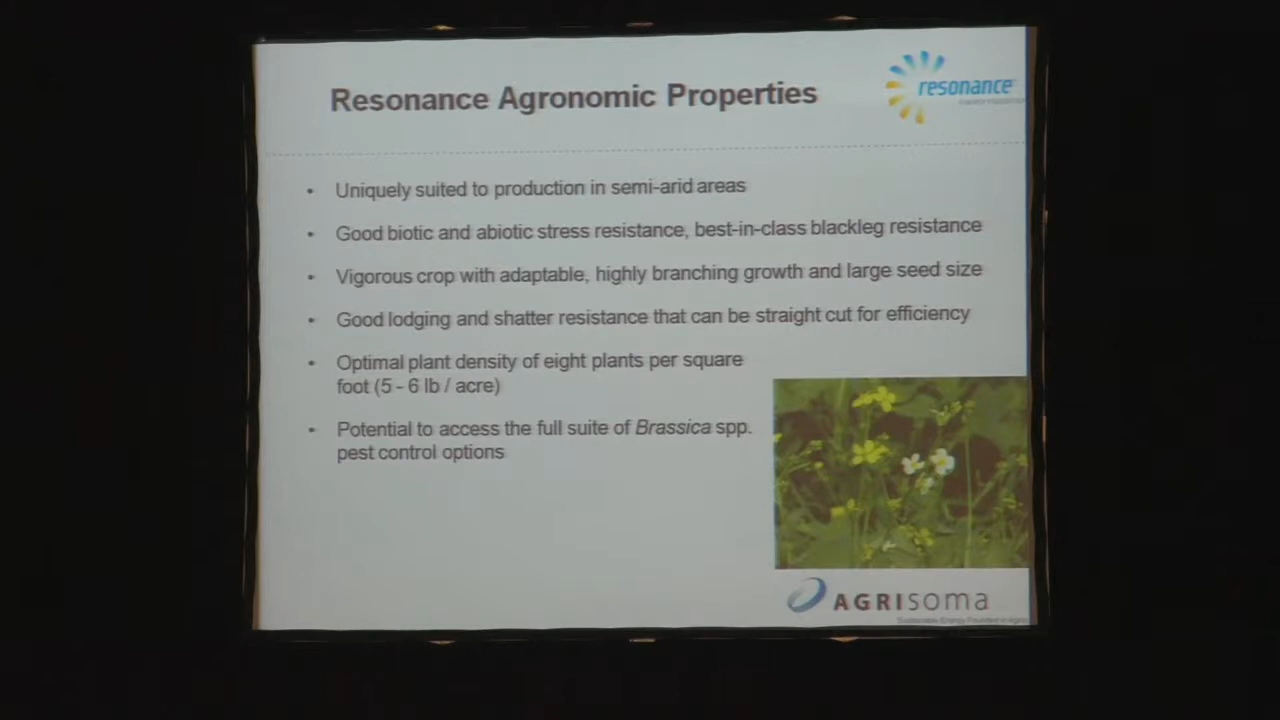 Resonance Agronomic Properties
resonance
• Uniquely suited to production in semi-arid areas
• Good biotic and abiotic stress resistance, best-in-class blackleg resistance
• Vigorous crop with adaptable, highly branching growth and large seed size
• Good lodging and shatter resistance that can be straight cut for efficiency
• Optimal plant density of eight plants per square
foot (5 - 6 lb / acre)
• Potential to access the full suite of Brassica spp.
pest control options
AGRISOMA